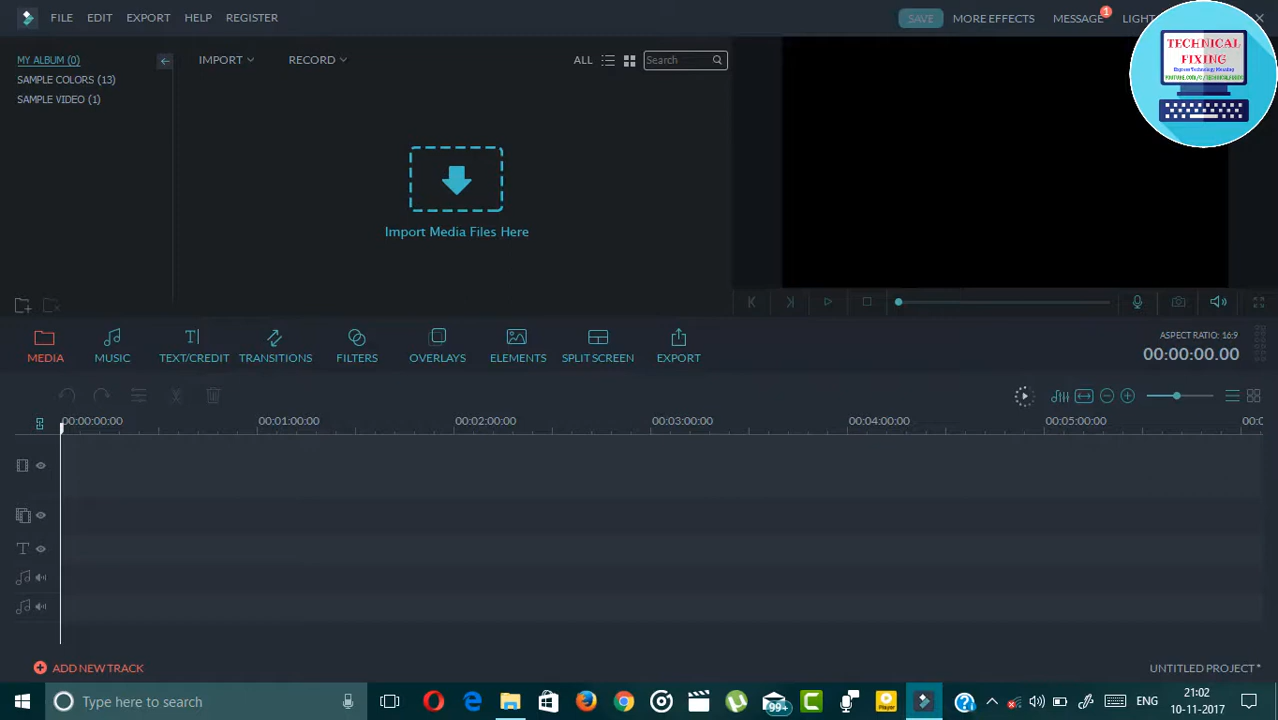 FILE EDIT EXPORT HELP REGISTER SAVE MORE EFFECTS MESSAGE 1 LIGHT
TECHNICAL
FIXING
MY ALBUM (0) IMPORT RECORD ALL Search
SAMPLE COLORS (13)
SAMPLE VIDEO (1)
Import Media Files Here
MEDIA MUSIC TEXT/CREDIT TRANSITIONS FILTERS OVERLAYS ELEMENTS SPLIT SCREEN EXPORT
ASPECT RATIO: 16:9
00:00:00.00
00:00:00:00 00:01:00:00 00:02:00:00 00:03:00:00 00:04:00:00 00:05:00:00
ADD NEW TRACK UNTITLED PROJECT*
Type here to search 99+ Player ENG 21:02
10-11-2017